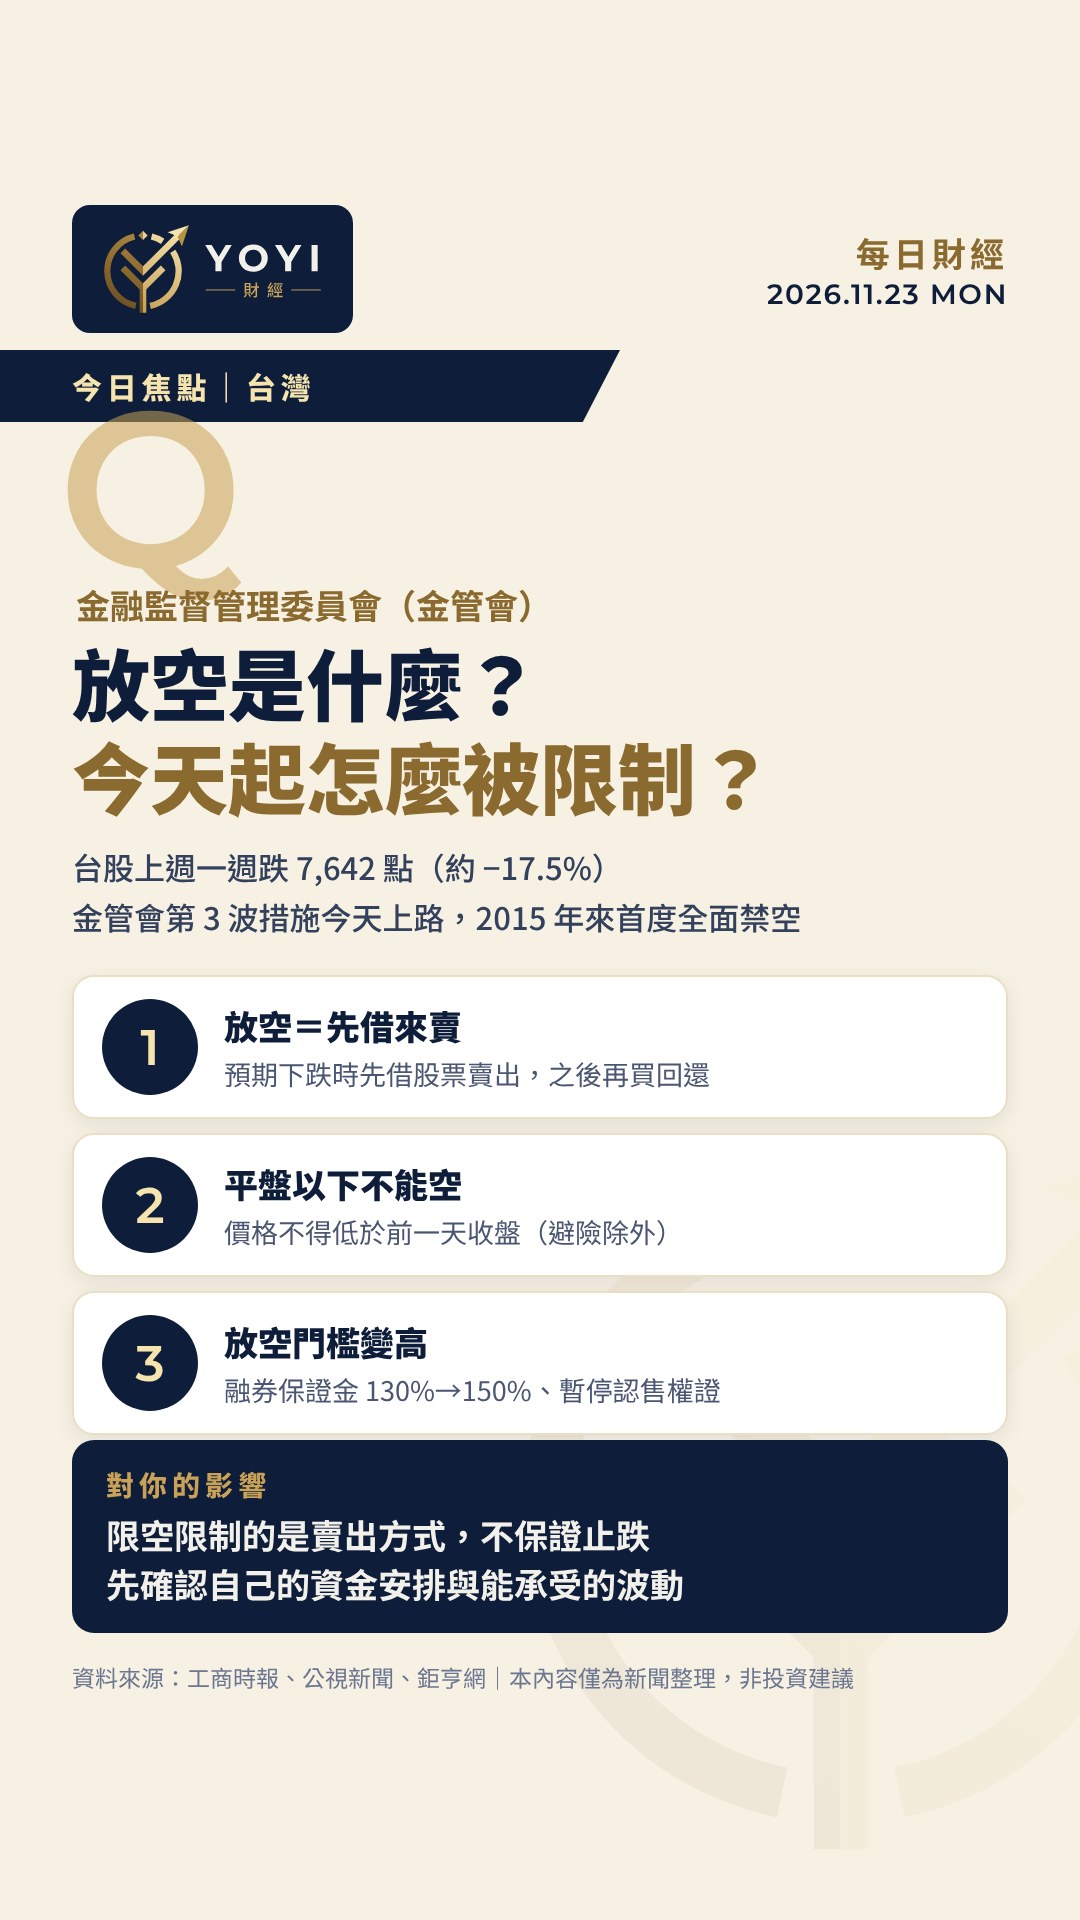 YOYI
財經
每日財經
2026.11.23 MON
今日焦點｜台灣
Q
金融監督管理委員會（金管會）
放空是什麼？
今天起怎麼被限制？
台股上週一週跌 7,642 點（約 −17.5%）
金管會第 3 波措施今天上路，2015 年來首度全面禁空
1
放空＝先借來賣
預期下跌時先借股票賣出，之後再買回還
2
平盤以下不能空
價格不得低於前一天收盤（避險除外）
3
放空門檻變高
融券保證金 130%→150%、暫停認售權證
對你的影響
限空限制的是賣出方式，不保證止跌
先確認自己的資金安排與能承受的波動
資料來源：工商時報、公視新聞、鉅亨網｜本內容僅為新聞整理，非投資建議